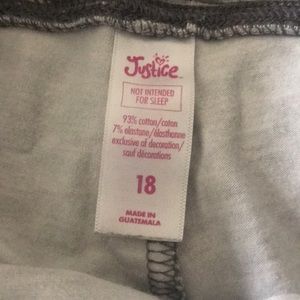 Justice
NOT INTENDED
FOR SLEEP
93% cotton/coton
7% elastane/élasthanne
exclusive of decoration/
sauf décorations
18
MADE IN
GUATEMALA